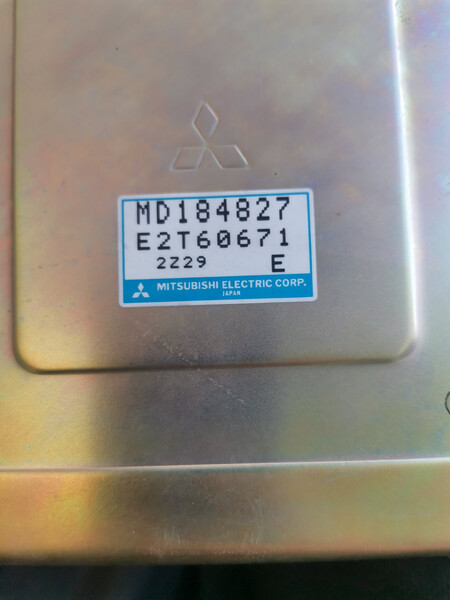 MD184827
E2T60671
2Z29 E
MITSUBISHI ELECTRIC CORP.
JAPAN